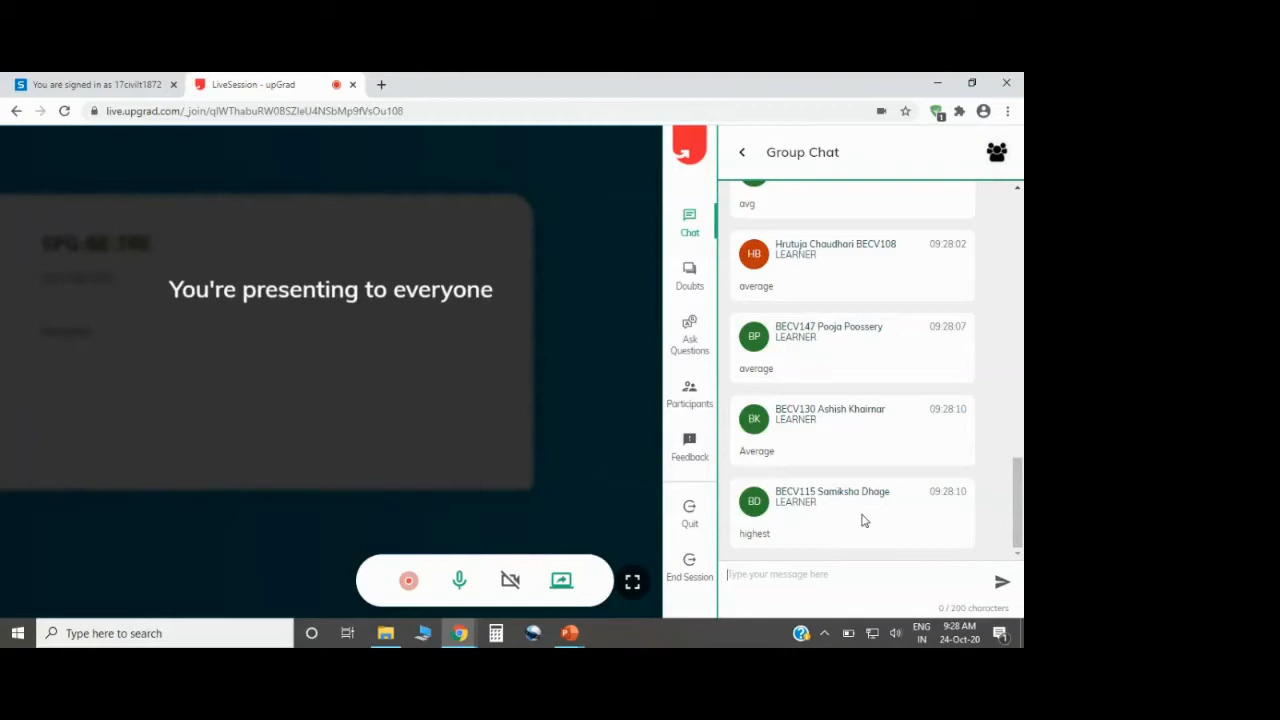 You are signed in as 17civilt1872
LiveSession - upGrad
live.upgrad.com/_join/
You're presenting to everyone
Chat
Doubts
Ask
Questions
Participants
Feedback
Quit
End Session
Group Chat
avg
HB
Hrutuja Chaudhari BECV108
09:28:02
LEARNER
average
BP
BECV147 Pooja Poossery
09:28:07
LEARNER
average
BK
BECV130 Ashish Khairnar
09:28:10
LEARNER
Average
BD
BECV115 Samiksha Dhage
09:28:10
LEARNER
highest
Type your message here
0 / 200 characters
Type here to search
ENG
IN
9:28 AM
24-Oct-20